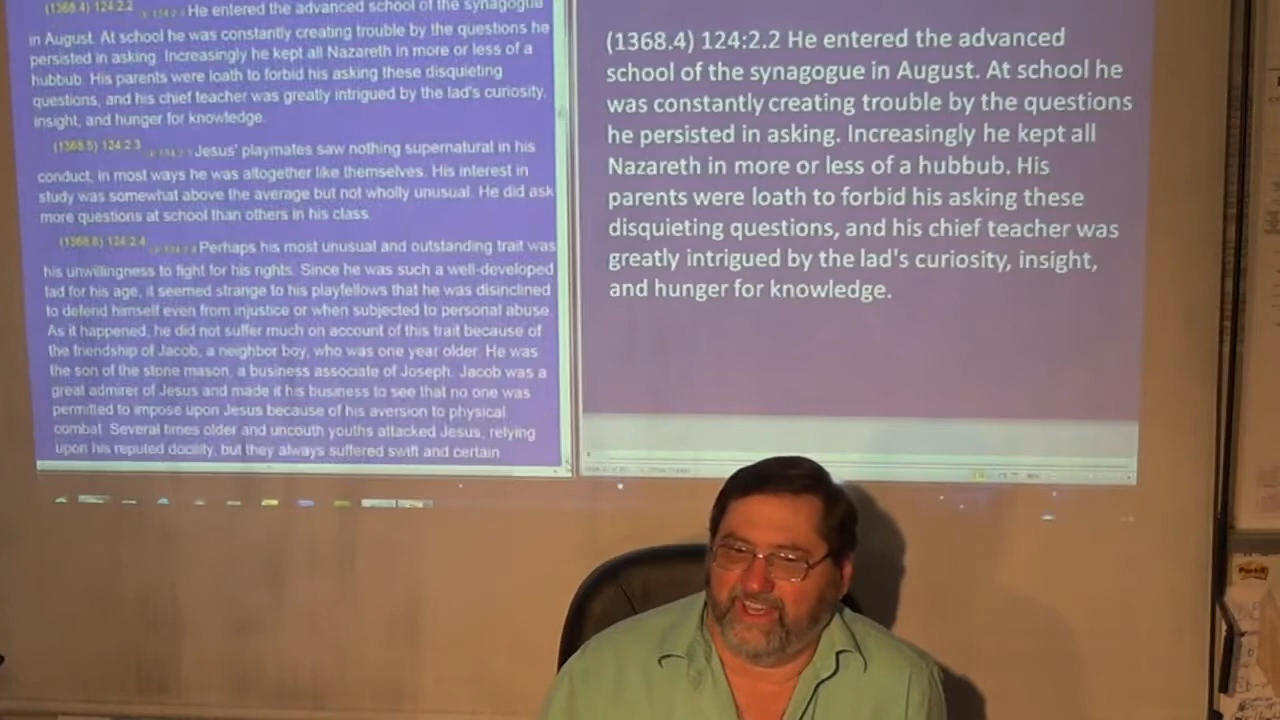 (1368.4) 124:2.2 He entered the advanced school of the synagogue
in August. At school he was constantly creating trouble by the questions he
persisted in asking. Increasingly he kept all Nazareth in more or less of a
hubbub. His parents were loath to forbid his asking these disquieting
questions, and his chief teacher was greatly intrigued by the lad's curiosity,
insight, and hunger for knowledge.
(1368.5) 124:2.3 Jesus' playmates saw nothing supernatural in his
conduct; in most ways he was altogether like themselves. His interest in
study was somewhat above the average but not wholly unusual. He did ask
more questions at school than others in his class.
(1368.6) 124:2.4 Perhaps his most unusual and outstanding trait was
his unwillingness to fight for his rights. Since he was such a well-developed
lad for his age, it seemed strange to his playfellows that he was disinclined
to defend himself even from injustice or when subjected to personal abuse.
As it happened, he did not suffer much on account of this trait because of
the friendship of Jacob, a neighbor boy, who was one year older. He was
the son of the stone mason, a business associate of Joseph. Jacob was a
great admirer of Jesus and made it his business to see that no one was
permitted to impose upon Jesus because of his aversion to physical
combat. Several times older and uncouth youths attacked Jesus, relying
upon his reputed docility, but they always suffered swift and certain
(1368.4) 124:2.2 He entered the advanced
school of the synagogue in August. At school he
was constantly creating trouble by the questions
he persisted in asking. Increasingly he kept all
Nazareth in more or less of a hubbub. His
parents were loath to forbid his asking these
disquieting questions, and his chief teacher was
greatly intrigued by the lad's curiosity, insight,
and hunger for knowledge.
Post-it